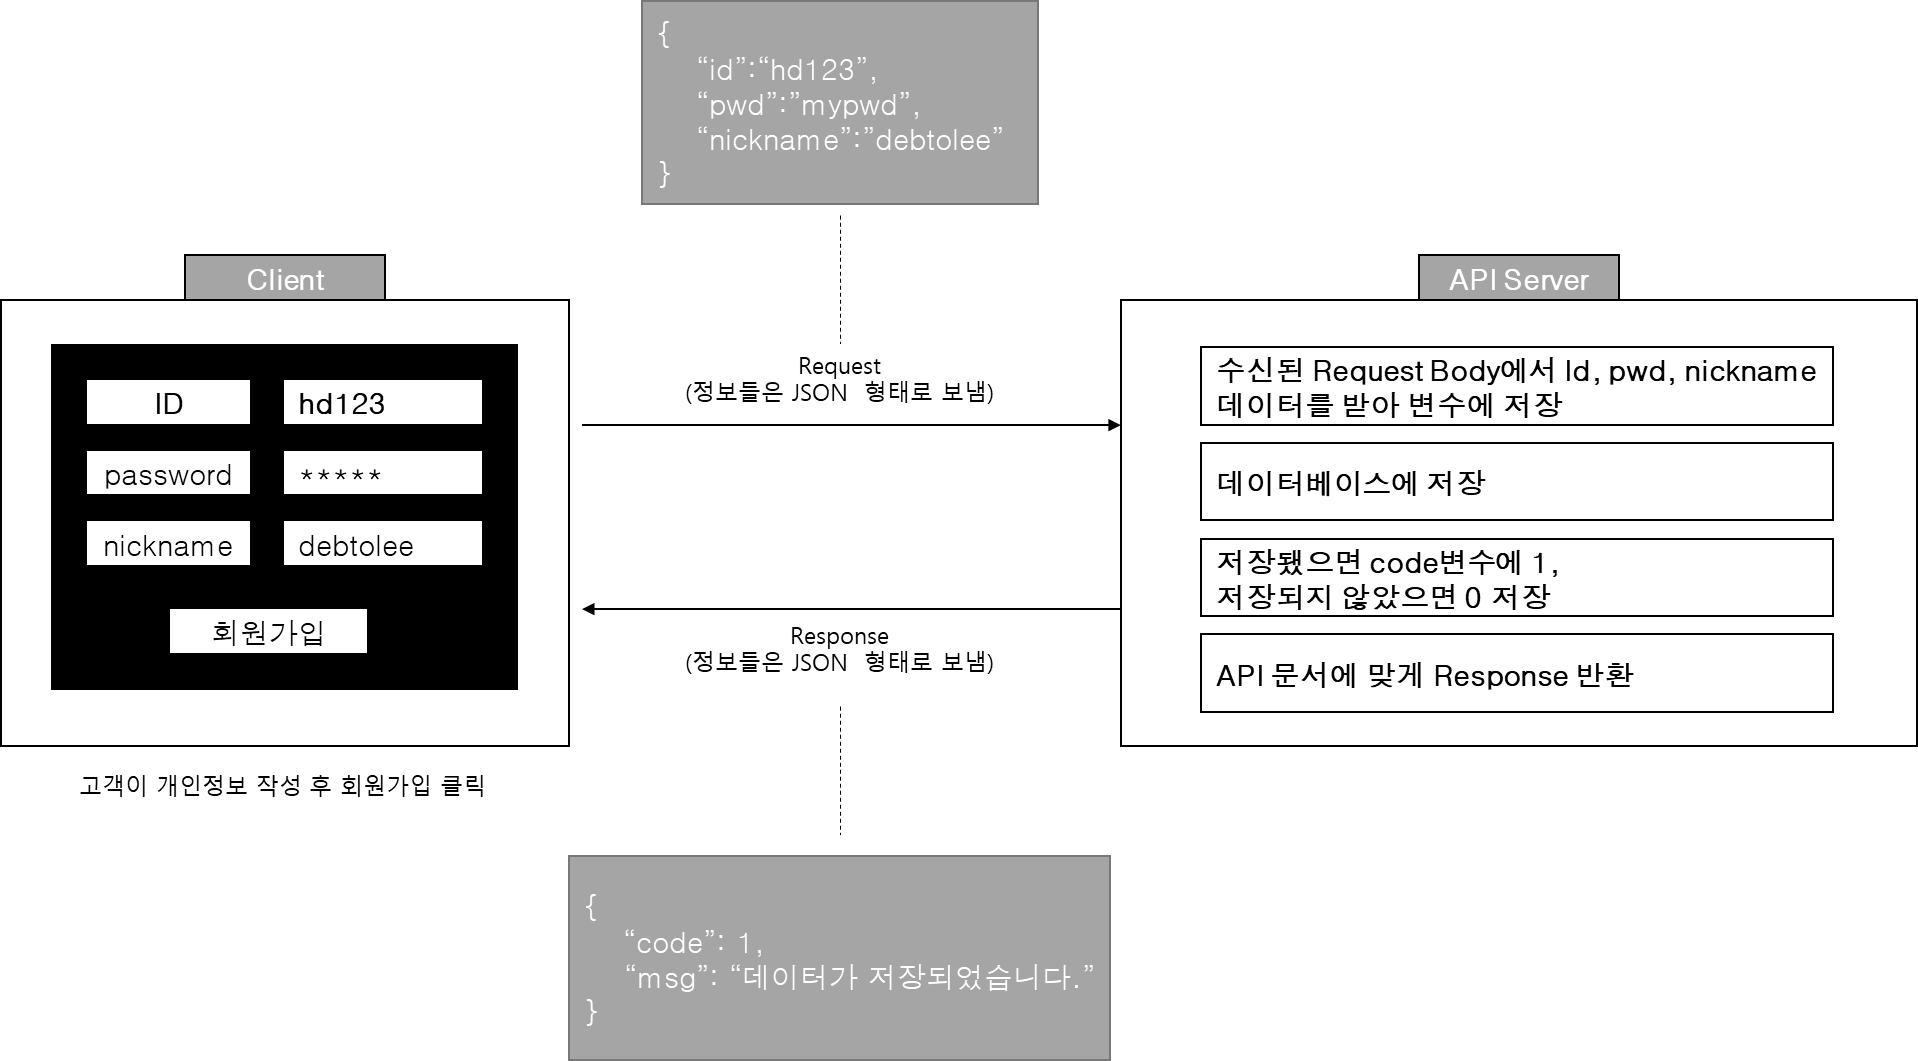 {
“id”:“hd123”,
“pwd”:”mypwd”,
“nickname”:”debtolee”
}
Client
ID
hd123
password
*****
nickname
debtolee
회원가입
고객이 개인정보 작성 후 회원가입 클릭
Request
(정보들은 JSON 형태로 보냄)
Response
(정보들은 JSON 형태로 보냄)
API Server
수신된 Request Body에서 Id, pwd, nickname
데이터를 받아 변수에 저장
데이터베이스에 저장
저장됐으면 code변수에 1,
저장되지 않았으면 0 저장
API 문서에 맞게 Response 반환
{
“code”: 1,
“msg”: “데이터가 저장되었습니다.”
}